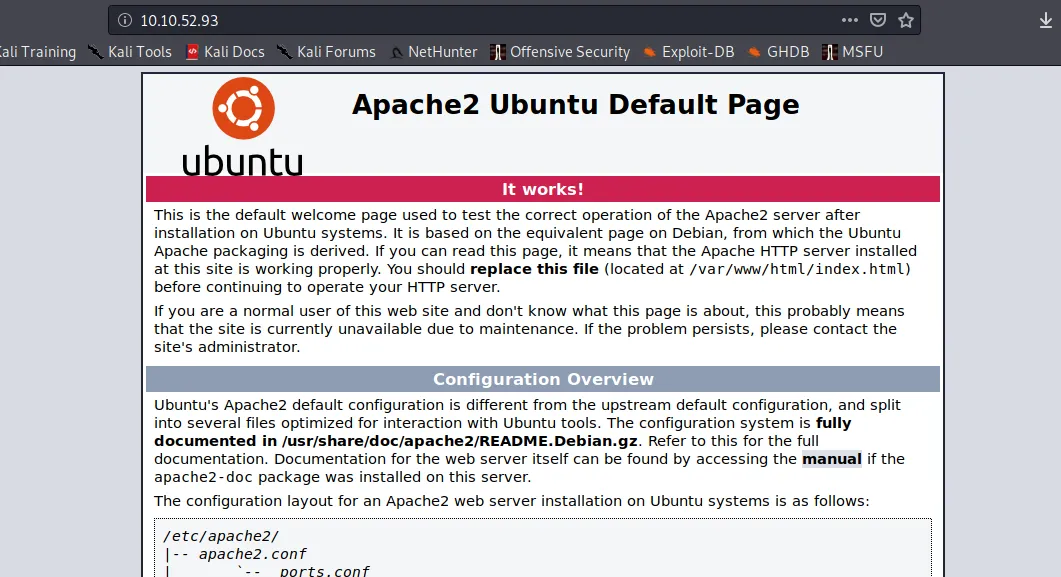 10.10.52.93
Kali Training Kali Tools Kali Docs Kali Forums NetHunter Offensive Security Exploit-DB GHDB MSFU
ubuntu
Apache2 Ubuntu Default Page
It works!
This is the default welcome page used to test the correct operation of the Apache2 server after
installation on Ubuntu systems. It is based on the equivalent page on Debian, from which the Ubuntu
Apache packaging is derived. If you can read this page, it means that the Apache HTTP server installed
at this site is working properly. You should replace this file (located at /var/www/html/index.html)
before continuing to operate your HTTP server.
If you are a normal user of this web site and don't know what this page is about, this probably means
that the site is currently unavailable due to maintenance. If the problem persists, please contact the
site's administrator.
Configuration Overview
Ubuntu's Apache2 default configuration is different from the upstream default configuration, and split
into several files optimized for interaction with Ubuntu tools. The configuration system is fully
documented in /usr/share/doc/apache2/README.Debian.gz. Refer to this for the full
documentation. Documentation for the web server itself can be found by accessing the manual if the
apache2-doc package was installed on this server.
The configuration layout for an Apache2 web server installation on Ubuntu systems is as follows:
/etc/apache2/
|-- apache2.conf
|       `-- ports.conf